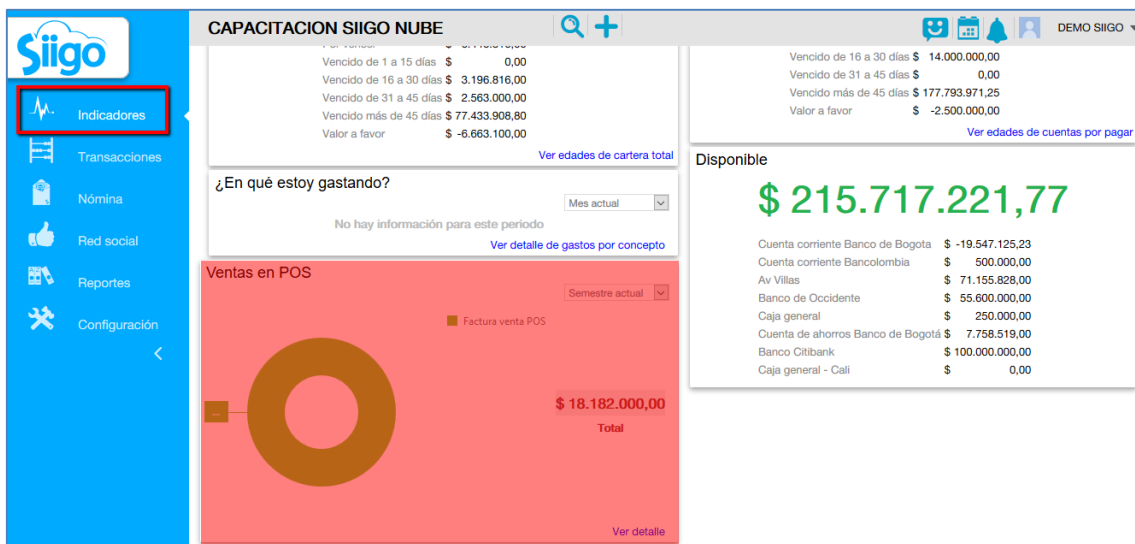 Siigo
CAPACITACION SIIGO NUBE
DEMO SIIGO
Indicadores
Transacciones
Nómina
Red social
Reportes
Configuración
Vencido de 1 a 15 días $ 0,00
Vencido de 16 a 30 días $ 3.196.816,00
Vencido de 31 a 45 días $ 2.563.000,00
Vencido más de 45 días $ 77.433.908,80
Valor a favor $ -6.663.100,00
Ver edades de cartera total
¿En qué estoy gastando?
Mes actual
No hay información para este periodo
Ver detalle de gastos por concepto
Ventas en POS
Semestre actual
Factura venta POS
...
$ 18.182.000,00
Total
Ver detalle
Vencido de 16 a 30 días $ 14.000.000,00
Vencido de 31 a 45 días $ 0,00
Vencido más de 45 días $ 177.793.971,25
Valor a favor $ -2.500.000,00
Ver edades de cuentas por pagar
Disponible
$ 215.717.221,77
Cuenta corriente Banco de Bogota $ -19.547.125,23
Cuenta corriente Bancolombia $ 500.000,00
Av Villas $ 71.155.828,00
Banco de Occidente $ 55.600.000,00
Caja general $ 250.000,00
Cuenta de ahorros Banco de Bogotá $ 7.758.519,00
Banco Citibank $ 100.000.000,00
Caja general - Cali $ 0,00